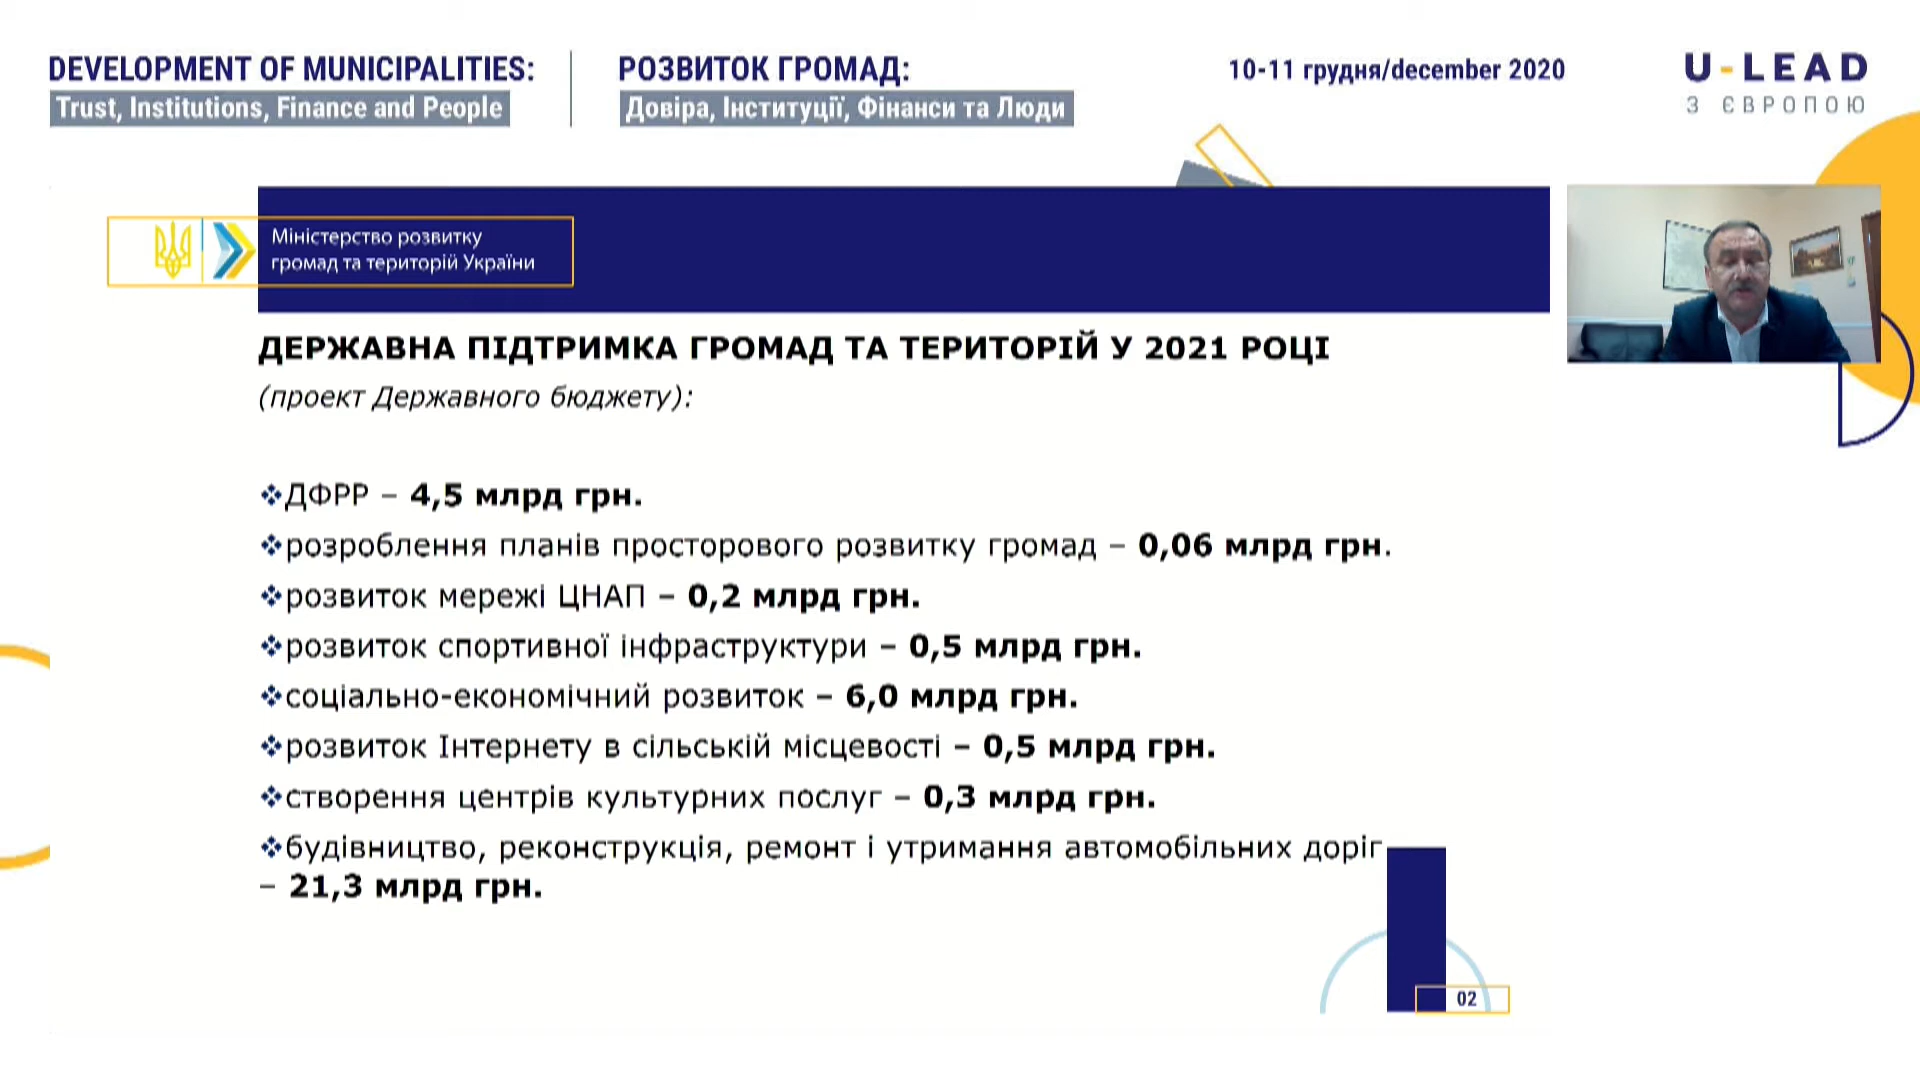 DEVELOPMENT OF MUNICIPALITIES:
Trust, Institutions, Finance and People
РОЗВИТОК ГРОМАД:
Довіра, Інституції, Фінанси та Люди
10-11 грудня/december 2020
U-LEAD
З ЄВРОПОЮ
Міністерство розвитку
громад та територій України
ДЕРЖАВНА ПІДТРИМКА ГРОМАД ТА ТЕРИТОРІЙ У 2021 РОЦІ
(проект Державного бюджету):
❖ДФРР – 4,5 млрд грн.
❖розроблення планів просторового розвитку громад – 0,06 млрд грн.
❖розвиток мережі ЦНАП – 0,2 млрд грн.
❖розвиток спортивної інфраструктури – 0,5 млрд грн.
❖соціально-економічний розвиток – 6,0 млрд грн.
❖розвиток Інтернету в сільській місцевості – 0,5 млрд грн.
❖створення центрів культурних послуг – 0,3 млрд грн.
❖будівництво, реконструкція, ремонт і утримання автомобільних доріг
– 21,3 млрд грн.
02